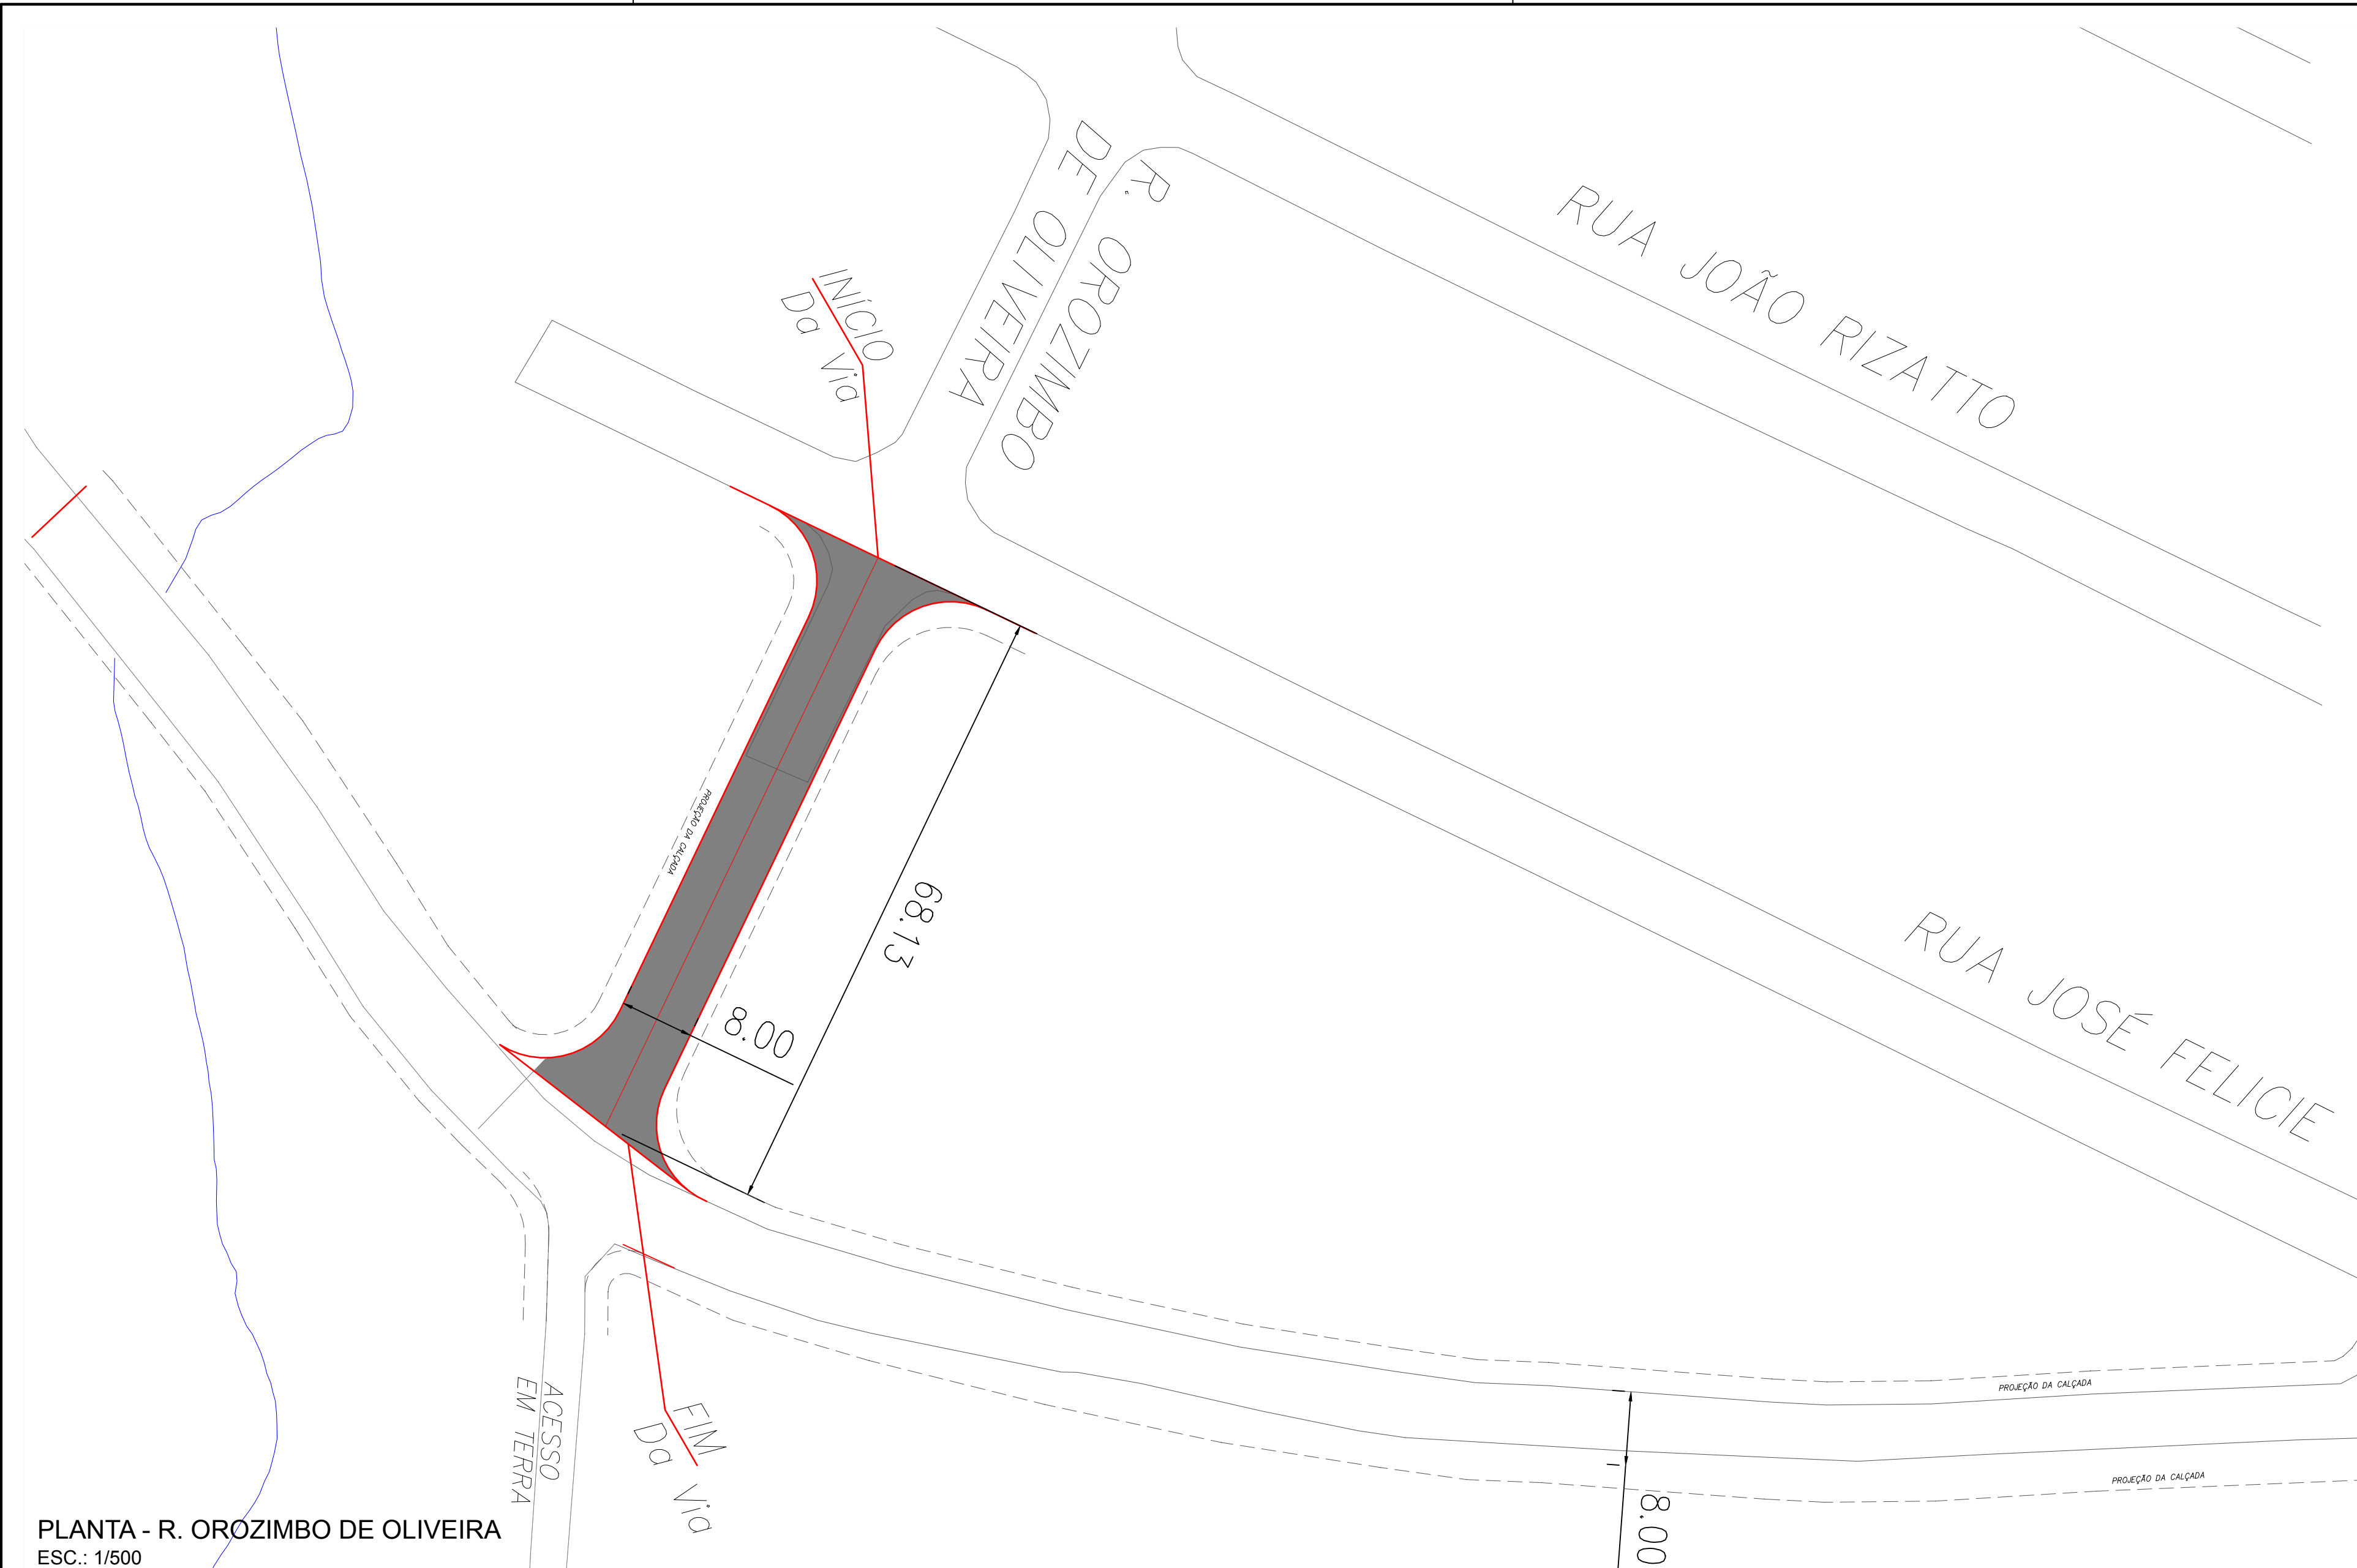 RUA JOÃO RIZATTO
R. OROZIMBO
DE OLIVEIRA
INÍCIO
Da Via
PROJEÇÃO DA CALÇADA
68.13
8.00
RUA JOSÉ FELICIE
PROJEÇÃO DA CALÇADA
PROJEÇÃO DA CALÇADA
8.00
FIM
Da Via
ACESSO
EM TERRA
PLANTA - R. OROZIMBO DE OLIVEIRA
ESC.: 1/500